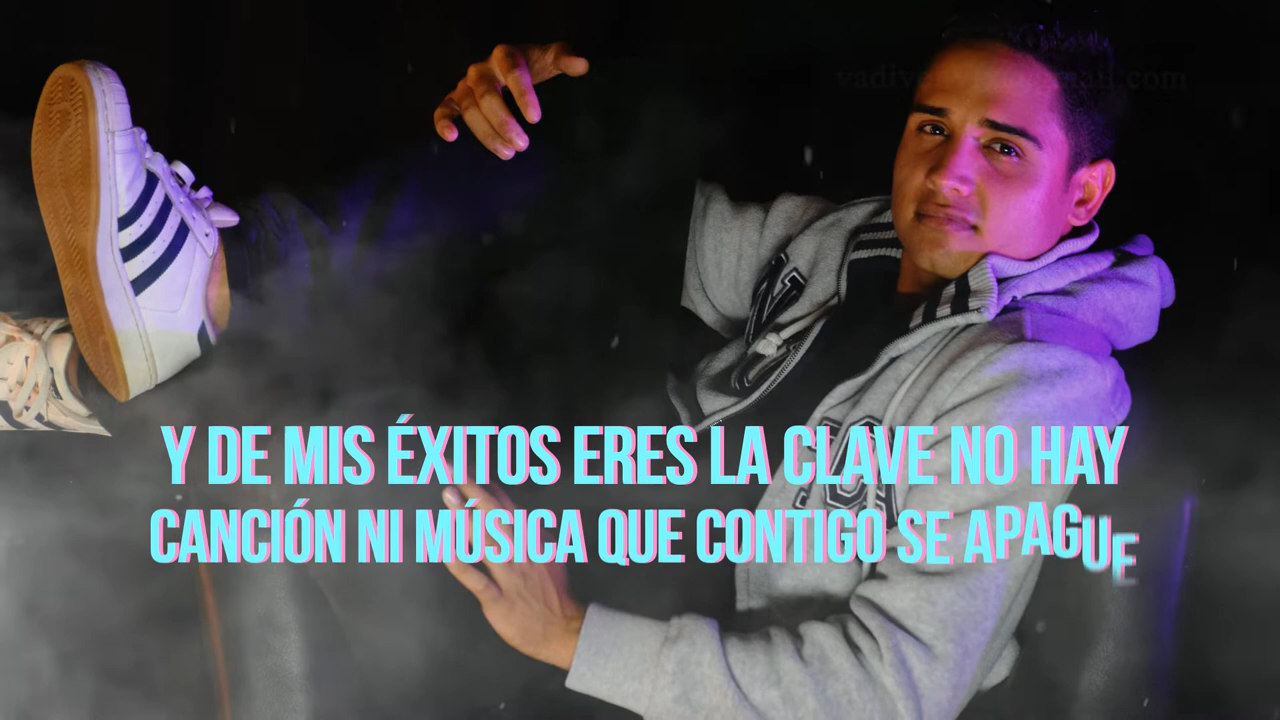 Y DE MIS ÉXITOS ERES LA CLAVE NO HAY
CANCIÓN NI MÚSICA QUE CONTIGO SE APAGUE